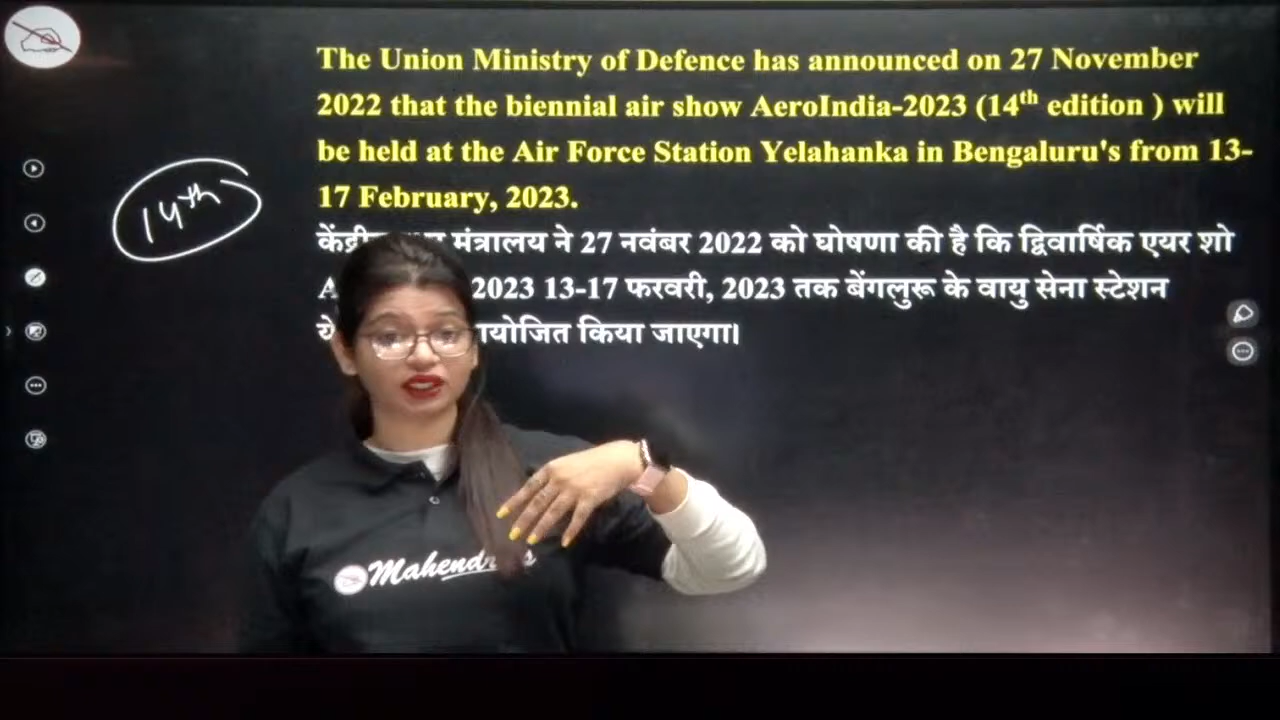 The Union Ministry of Defence has announced on 27 November
2022 that the biennial air show AeroIndia-2023 (14th edition ) will
be held at the Air Force Station Yelahanka in Bengaluru's from 13-
17 February, 2023.
14th
मंत्रालय ने 27 नवंबर 2022 को घोषणा की है कि द्विवार्षिक एयर शो
2023 13-17 फरवरी, 2023 तक बेंगलुरू के वायु सेना स्टेशन
किया जाएगा।